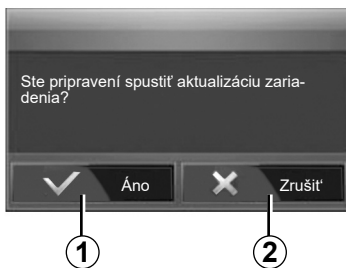 Ste pripravení spustiť aktualizáciu zaria-
denia?
Áno
Zrušiť
1
2